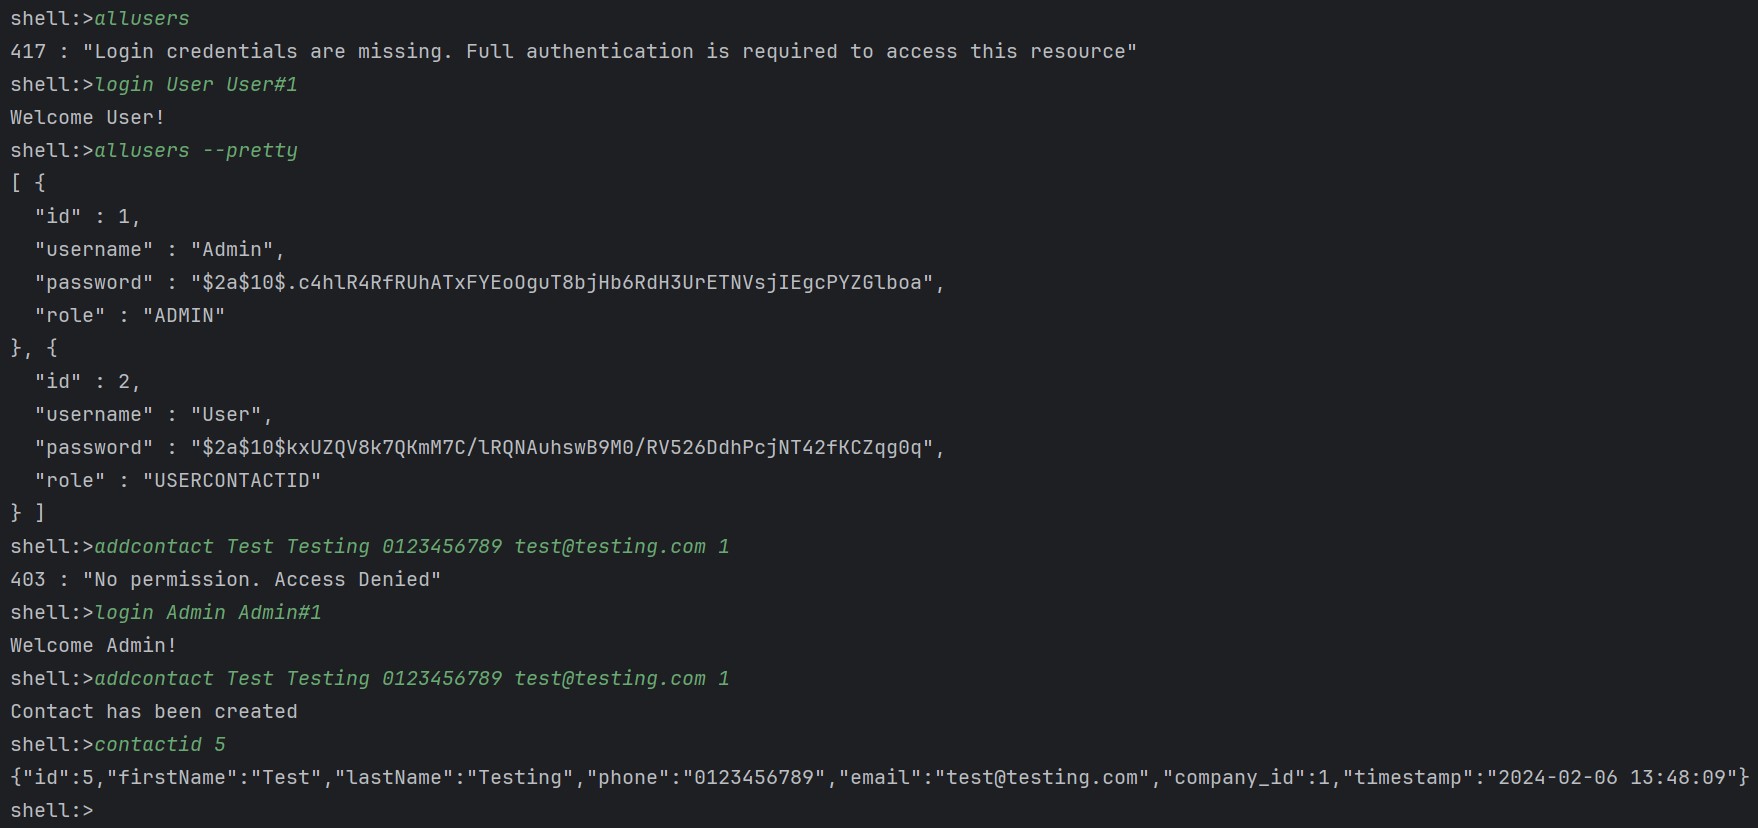 shell:>allusers
417 : "Login credentials are missing. Full authentication is required to access this resource"
shell:>login User User#1
Welcome User!
shell:>allusers --pretty
[ {
  "id" : 1,
  "username" : "Admin",
  "password" : "$2a$10$.c4hlR4RfRUhATxFYEoOguT8bjHb6RdH3UrETNVsjIEgcPYZGlboa",
  "role" : "ADMIN"
}, {
  "id" : 2,
  "username" : "User",
  "password" : "$2a$10$kxUZQV8k7QKmM7C/lRQNAuhswB9M0/RV526DdhPcjNT42fKCZqg0q",
  "role" : "USERCONTACTID"
} ]
shell:>addcontact Test Testing 0123456789 test@testing.com 1
403 : "No permission. Access Denied"
shell:>login Admin Admin#1
Welcome Admin!
shell:>addcontact Test Testing 0123456789 test@testing.com 1
Contact has been created
shell:>contactid 5
{"id":5,"firstName":"Test","lastName":"Testing","phone":"0123456789","email":"test@testing.com","company_id":1,"timestamp":"2024-02-06 13:48:09"}
shell:>